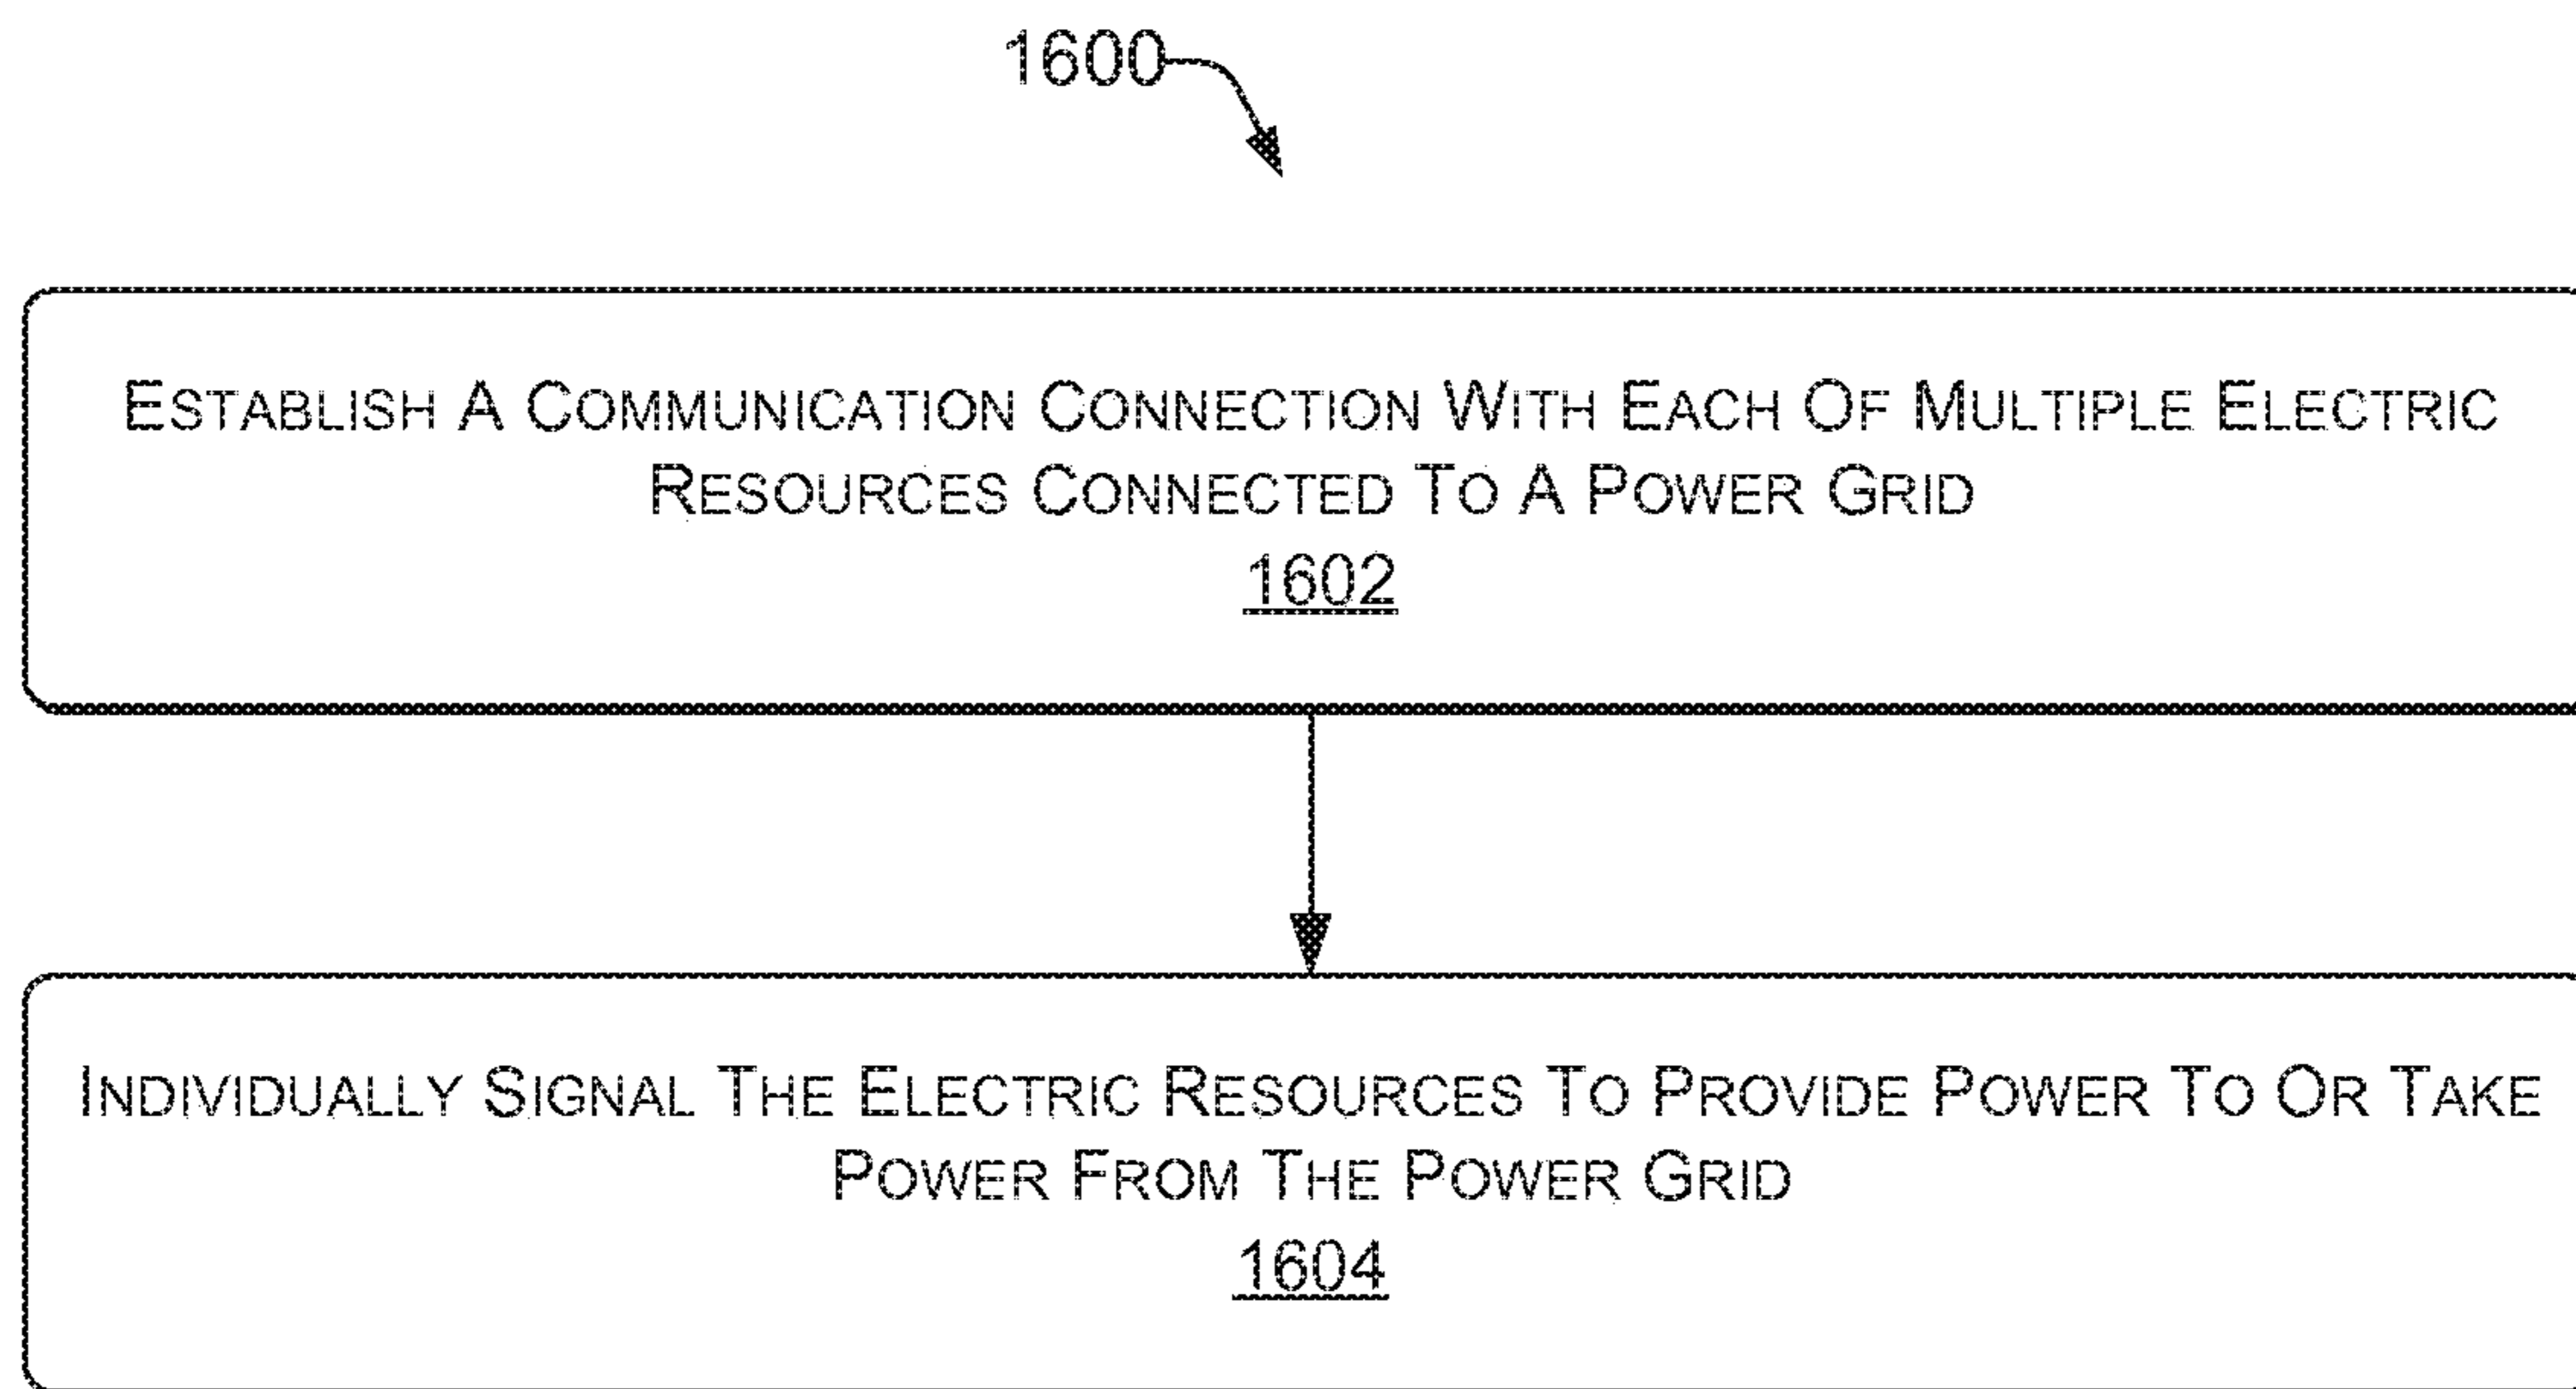 1600
ESTABLISH A COMMUNICATION CONNECTION WITH EACH OF MULTIPLE ELECTRIC
RESOURCES CONNECTED TO A POWER GRID
1602
INDIVIDUALLY SIGNAL THE ELECTRIC RESOURCES TO PROVIDE POWER TO OR TAKE
POWER FROM THE POWER GRID
1604